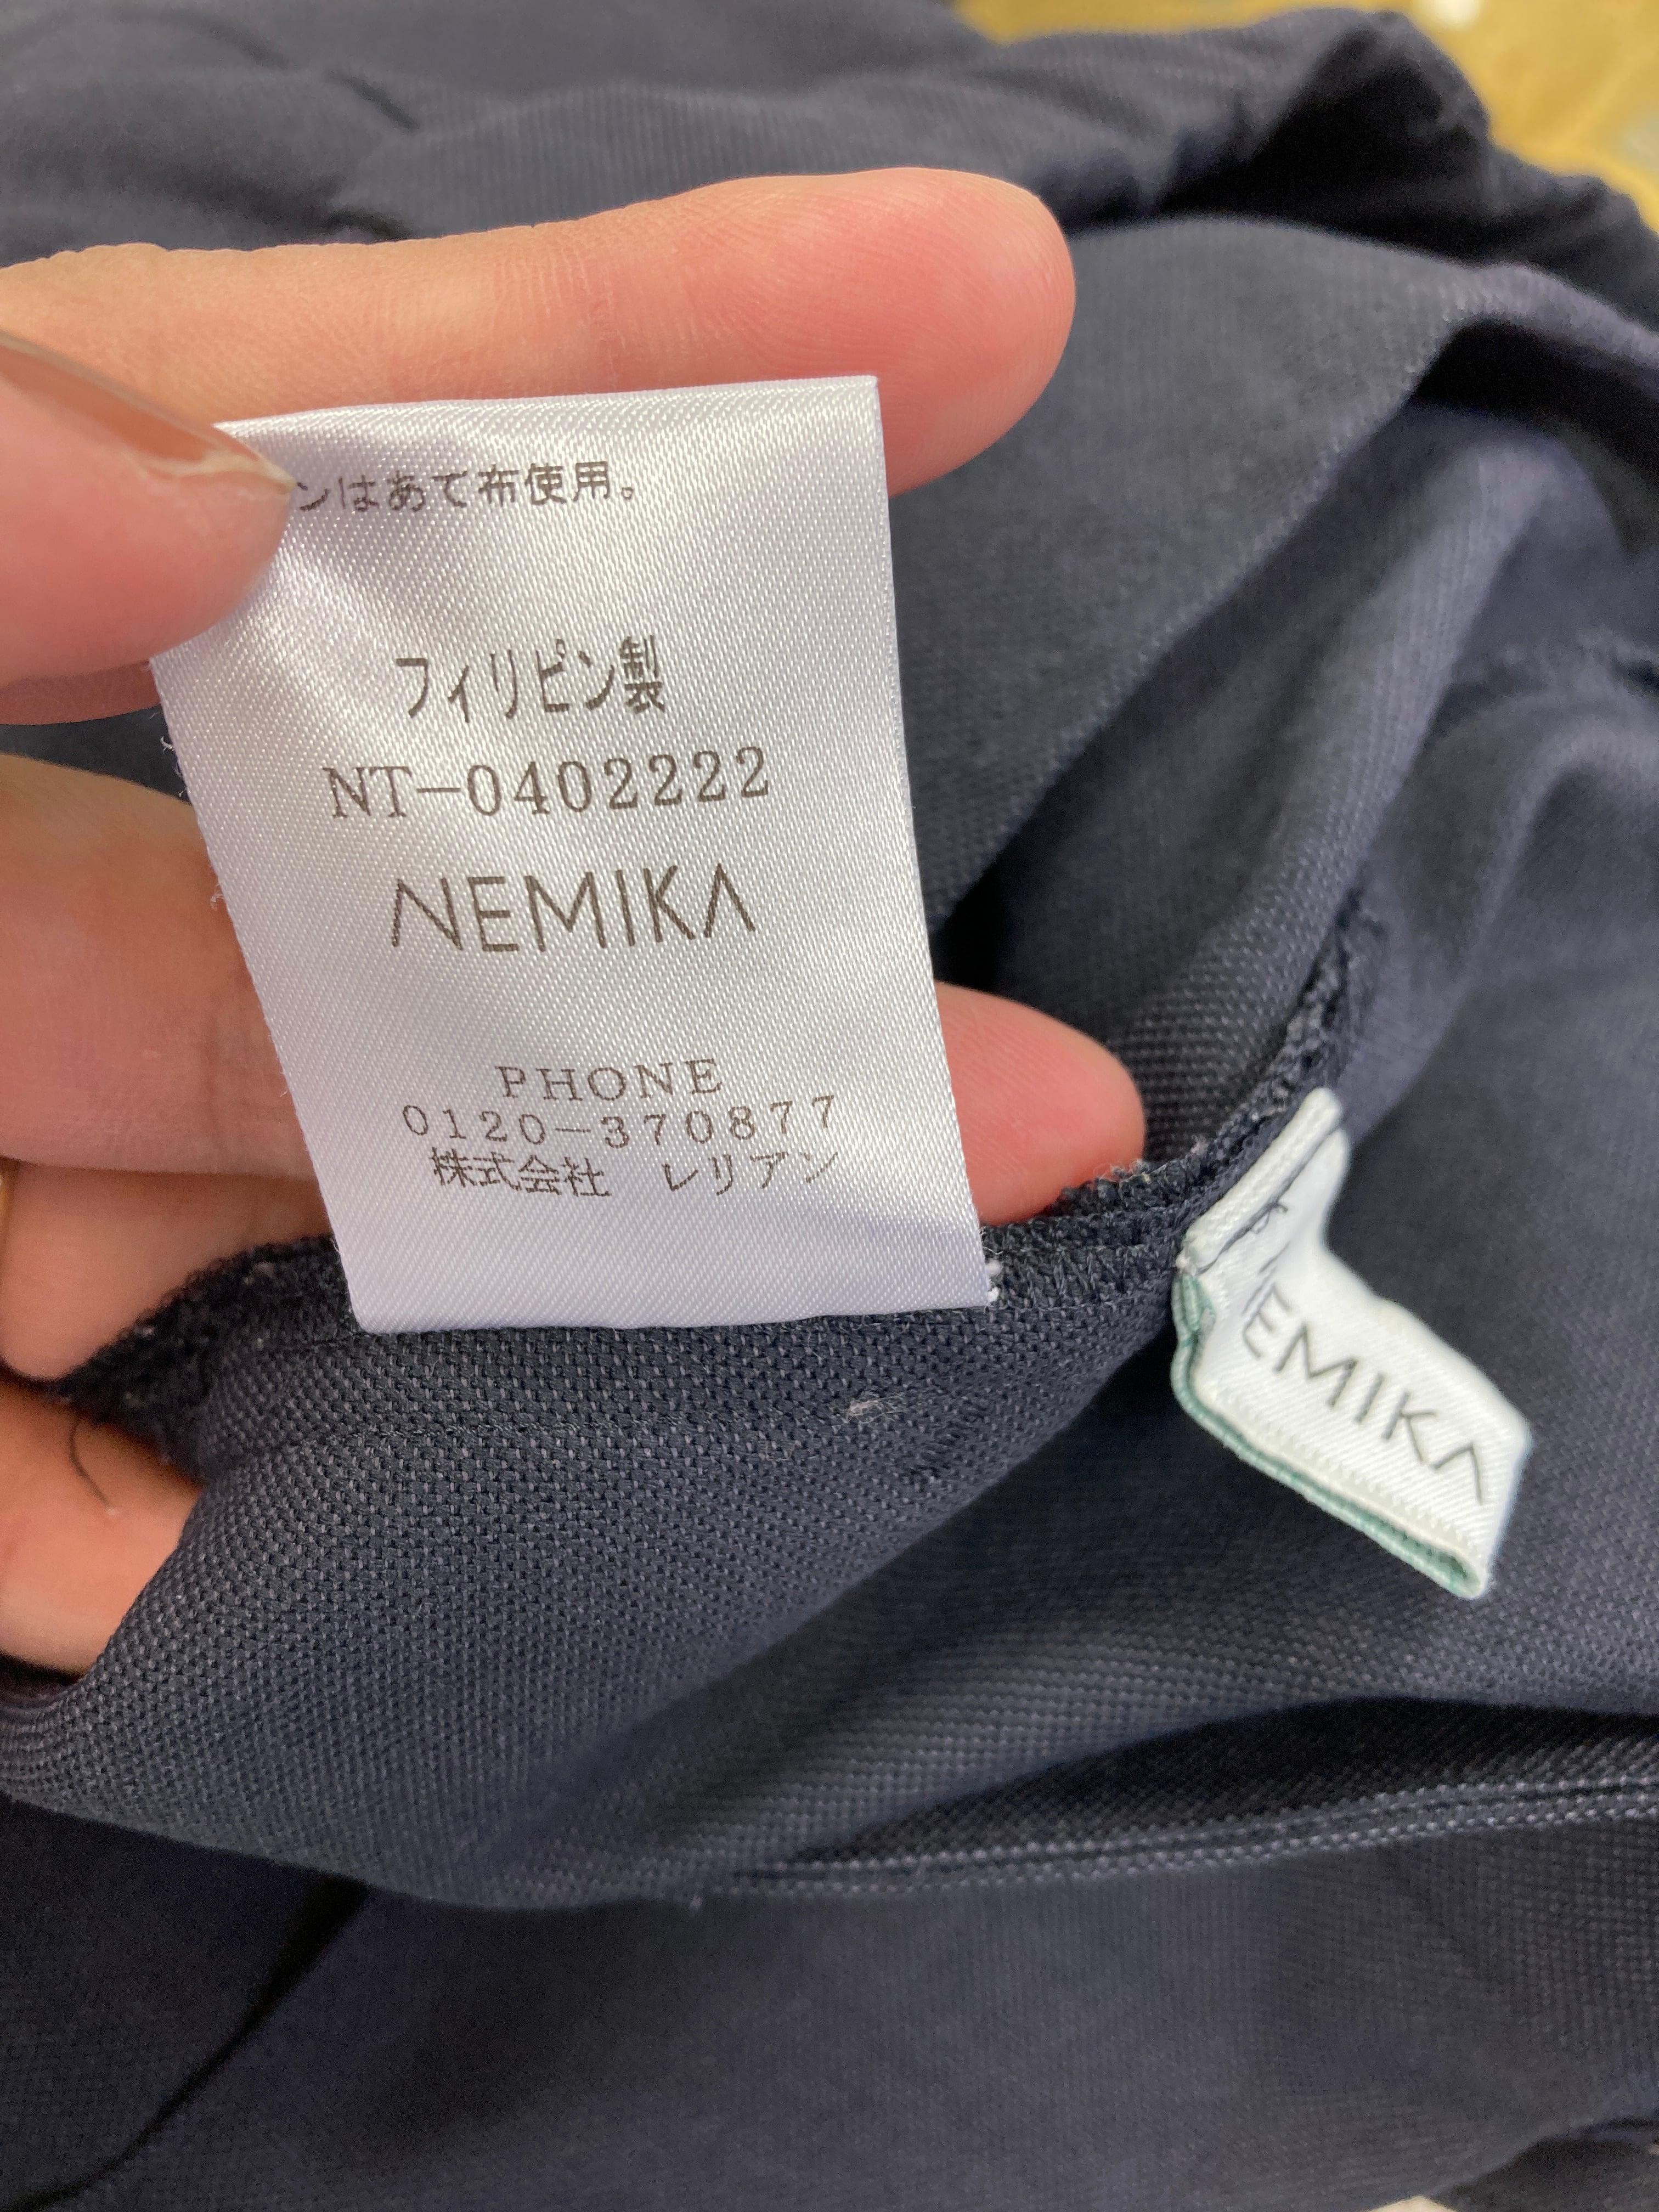 ンはあて布使用。
フィリピン製
NT-0402222
NEMIKA
PHONE
0120-370877
株式会社 レリアン
EMIKA